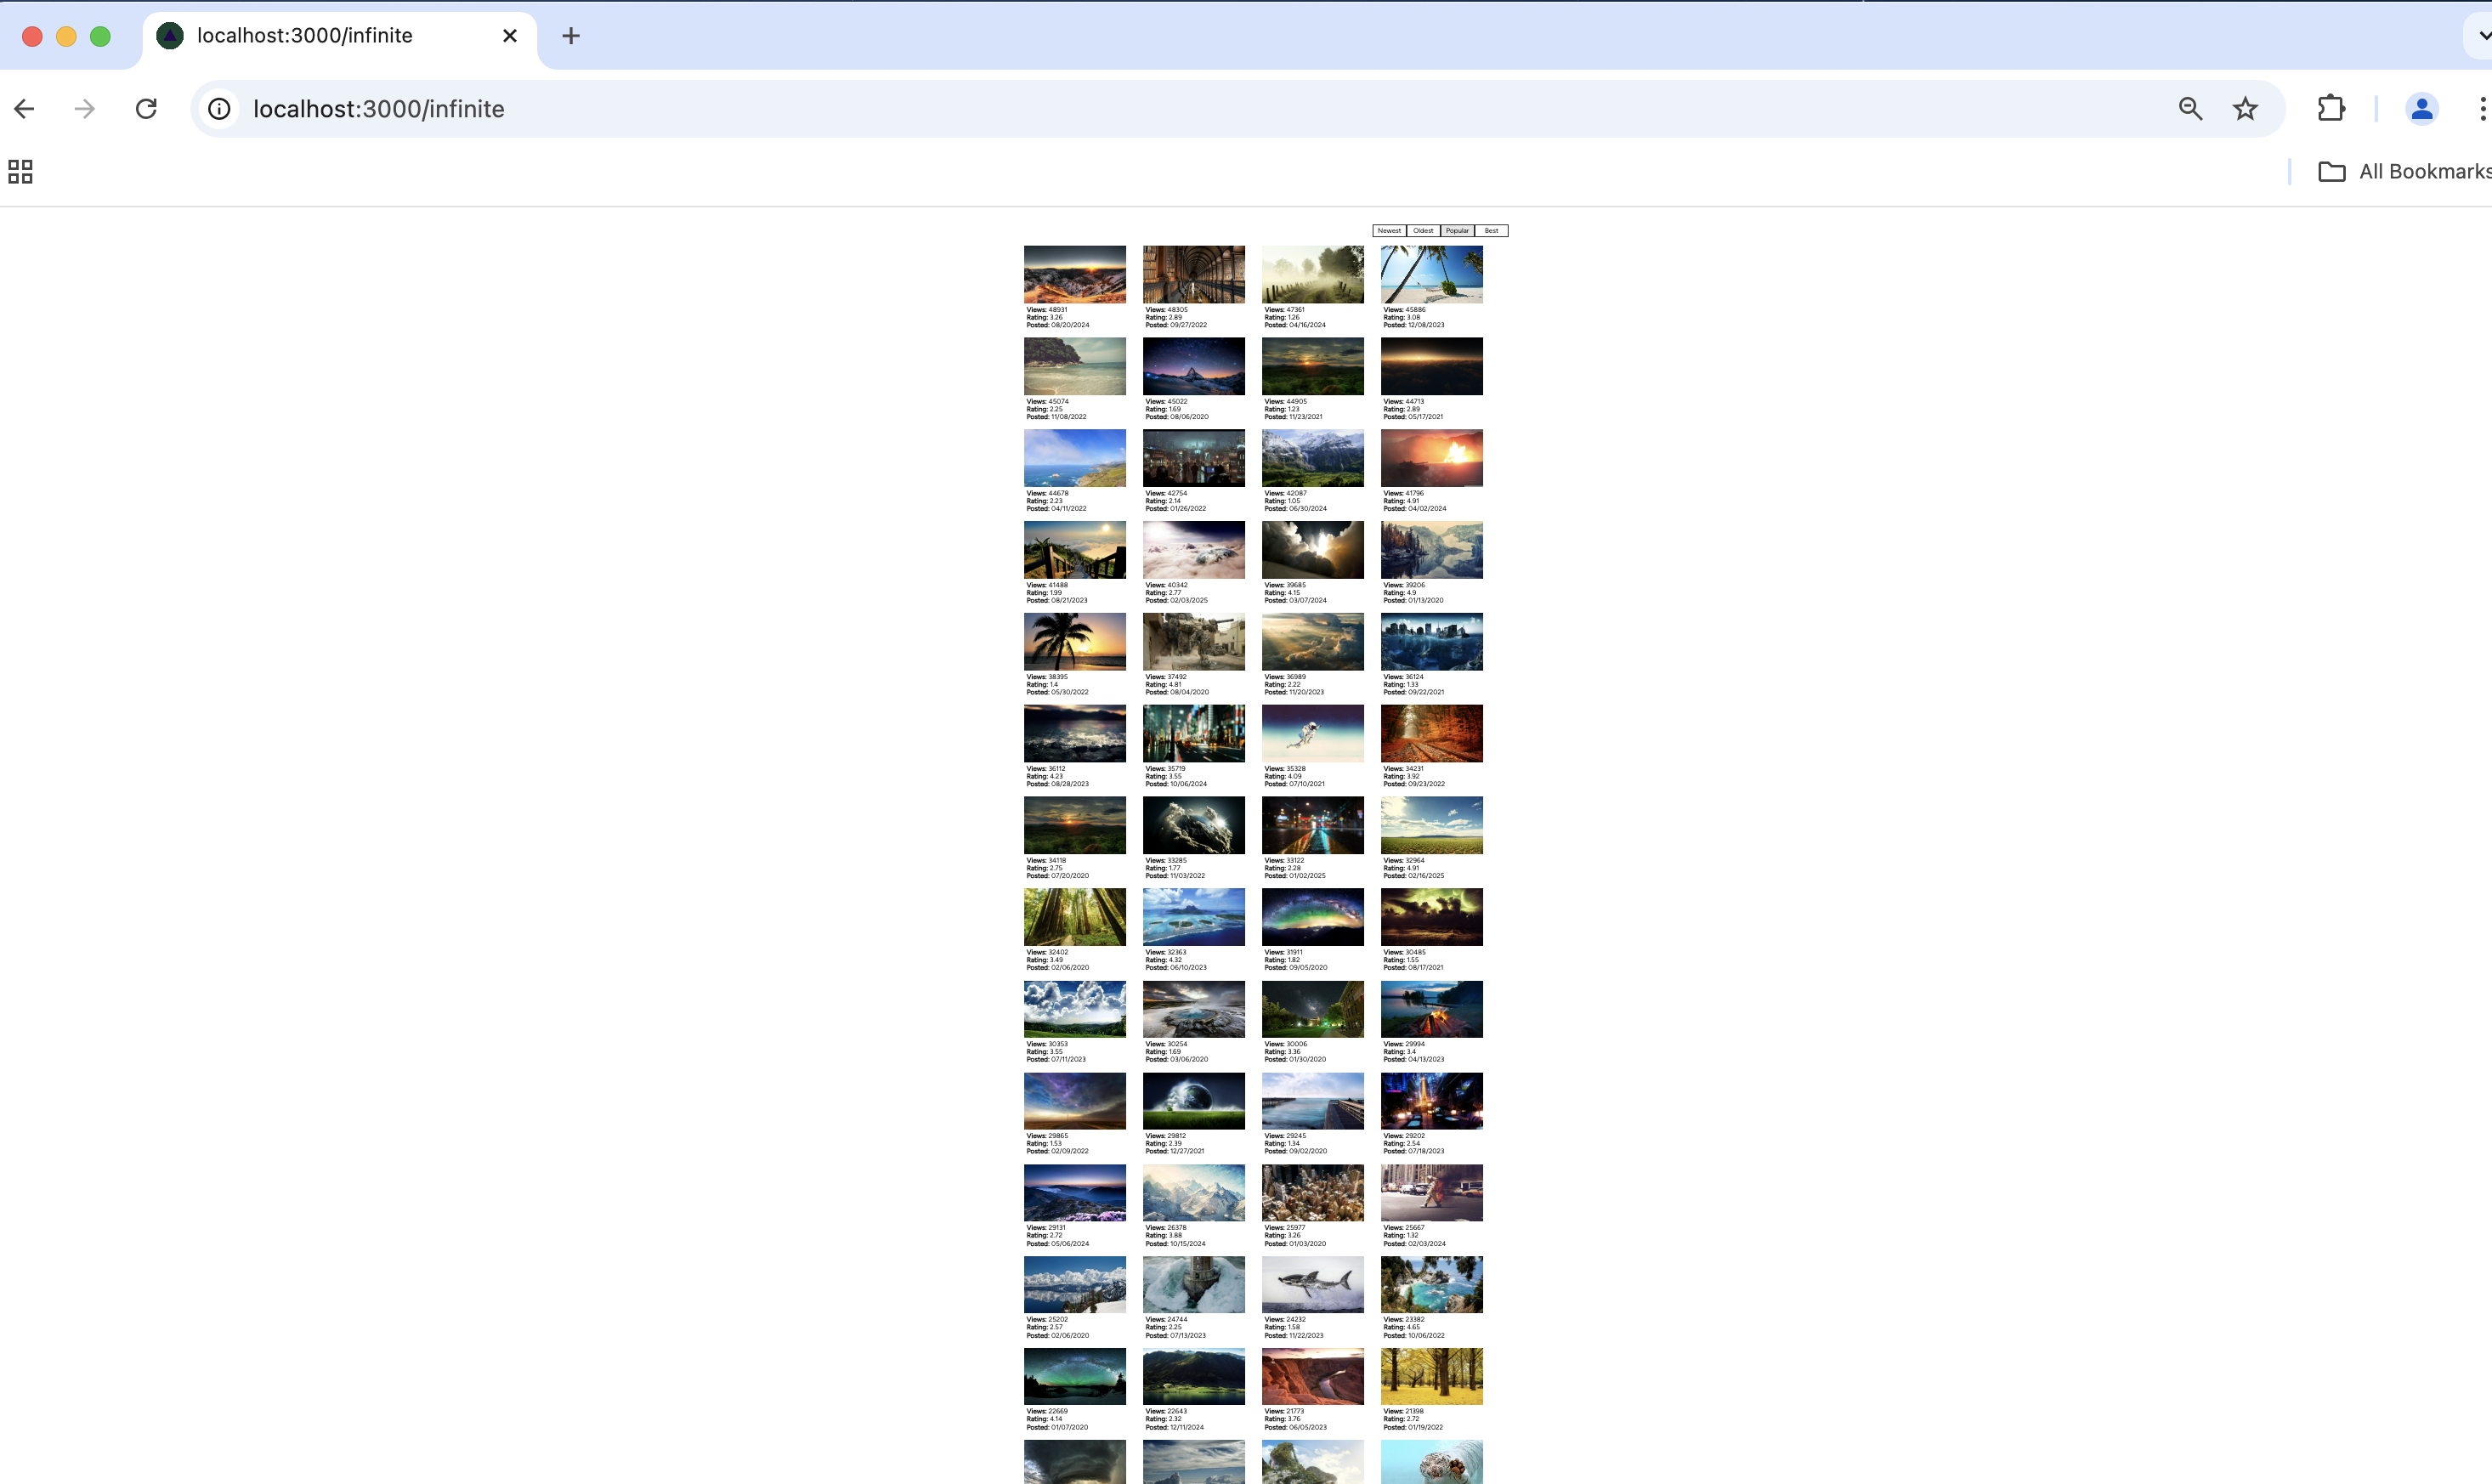 localhost:3000/infinite
localhost:3000/infinite
All Bookmarks
Newest Oldest Popular Best
Views: 48931
Rating: 3.26
Posted: 08/20/2024
Views: 48305
Rating: 2.89
Posted: 09/27/2022
Views: 47361
Rating: 1.26
Posted: 04/16/2024
Views: 45886
Rating: 3.08
Posted: 12/08/2023
Views: 45074
Rating: 2.25
Posted: 11/08/2022
Views: 45022
Rating: 1.69
Posted: 08/06/2020
Views: 44905
Rating: 1.23
Posted: 11/23/2021
Views: 44713
Rating: 2.89
Posted: 05/17/2021
Views: 44678
Rating: 2.23
Posted: 04/11/2022
Views: 42754
Rating: 2.14
Posted: 01/26/2022
Views: 42087
Rating: 1.05
Posted: 06/30/2024
Views: 41796
Rating: 4.91
Posted: 04/02/2024
Views: 41488
Rating: 1.99
Posted: 08/21/2023
Views: 40342
Rating: 2.77
Posted: 02/03/2025
Views: 39685
Rating: 4.15
Posted: 03/07/2024
Views: 39206
Rating: 4.9
Posted: 01/13/2020
Views: 38395
Rating: 1.4
Posted: 05/30/2022
Views: 37492
Rating: 4.81
Posted: 08/04/2020
Views: 36989
Rating: 2.22
Posted: 11/20/2023
Views: 36124
Rating: 1.33
Posted: 09/22/2021
Views: 36112
Rating: 4.23
Posted: 08/28/2023
Views: 35719
Rating: 3.55
Posted: 10/06/2024
Views: 35328
Rating: 4.09
Posted: 07/10/2021
Views: 34231
Rating: 3.92
Posted: 09/23/2022
Views: 34118
Rating: 2.75
Posted: 07/20/2020
Views: 33285
Rating: 1.77
Posted: 11/03/2022
Views: 33122
Rating: 2.28
Posted: 01/02/2025
Views: 32964
Rating: 4.91
Posted: 02/16/2025
Views: 32402
Rating: 3.49
Posted: 02/06/2020
Views: 32363
Rating: 4.32
Posted: 06/10/2023
Views: 31911
Rating: 1.82
Posted: 09/05/2020
Views: 30485
Rating: 1.55
Posted: 08/17/2021
Views: 30353
Rating: 3.55
Posted: 07/11/2023
Views: 30254
Rating: 1.69
Posted: 03/06/2020
Views: 30006
Rating: 3.36
Posted: 01/30/2020
Views: 29994
Rating: 3.4
Posted: 04/13/2023
Views: 29865
Rating: 1.53
Posted: 02/09/2022
Views: 29812
Rating: 2.39
Posted: 12/27/2021
Views: 29245
Rating: 1.34
Posted: 09/02/2020
Views: 29202
Rating: 2.54
Posted: 07/18/2023
Views: 29131
Rating: 2.72
Posted: 05/06/2024
Views: 26378
Rating: 3.88
Posted: 10/15/2024
Views: 25977
Rating: 3.26
Posted: 01/03/2020
Views: 25667
Rating: 1.32
Posted: 02/03/2024
Views: 25202
Rating: 2.57
Posted: 02/06/2020
Views: 24744
Rating: 2.25
Posted: 07/13/2023
Views: 24232
Rating: 1.58
Posted: 11/22/2023
Views: 23382
Rating: 4.65
Posted: 10/06/2022
Views: 22669
Rating: 4.14
Posted: 01/07/2020
Views: 22643
Rating: 2.32
Posted: 12/11/2024
Views: 21773
Rating: 3.76
Posted: 06/05/2023
Views: 21398
Rating: 2.72
Posted: 01/19/2022